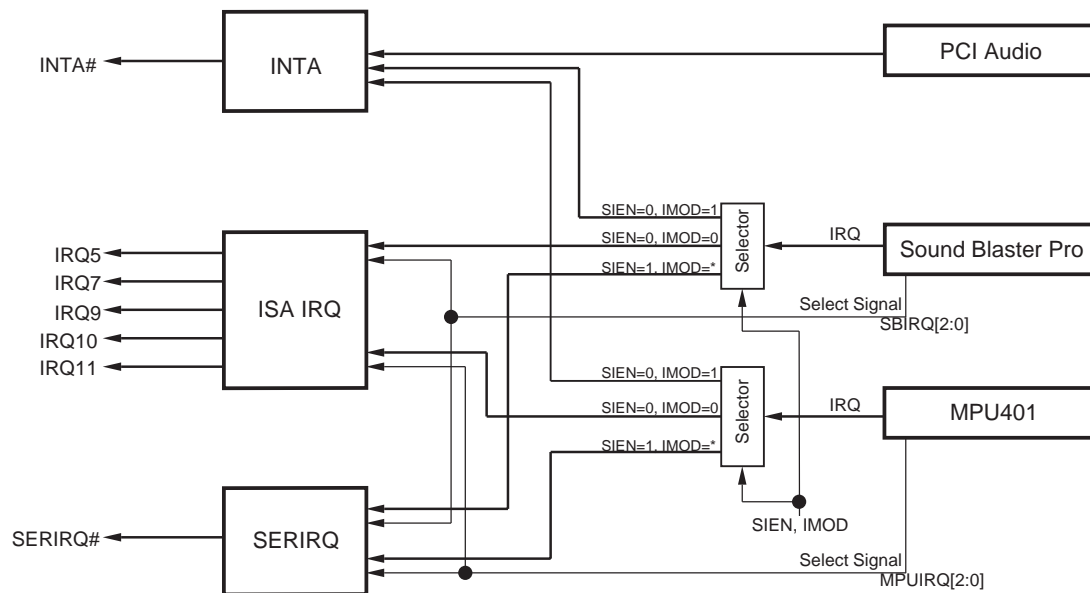 PCI Audio
INTA#
INTA
SIEN=0, IMOD=1
SIEN=0, IMOD=0
SIEN=1, IMOD=*
Selector
IRQ
Sound Blaster Pro
Select Signal
SBIRQ[2:0]
IRQ5
IRQ7
IRQ9
IRQ10
IRQ11
ISA IRQ
SIEN=0, IMOD=1
SIEN=0, IMOD=0
SIEN=1, IMOD=*
Selector
IRQ
MPU401
SIEN, IMOD
Select Signal
MPUIRQ[2:0]
SERIRQ#
SERIRQ